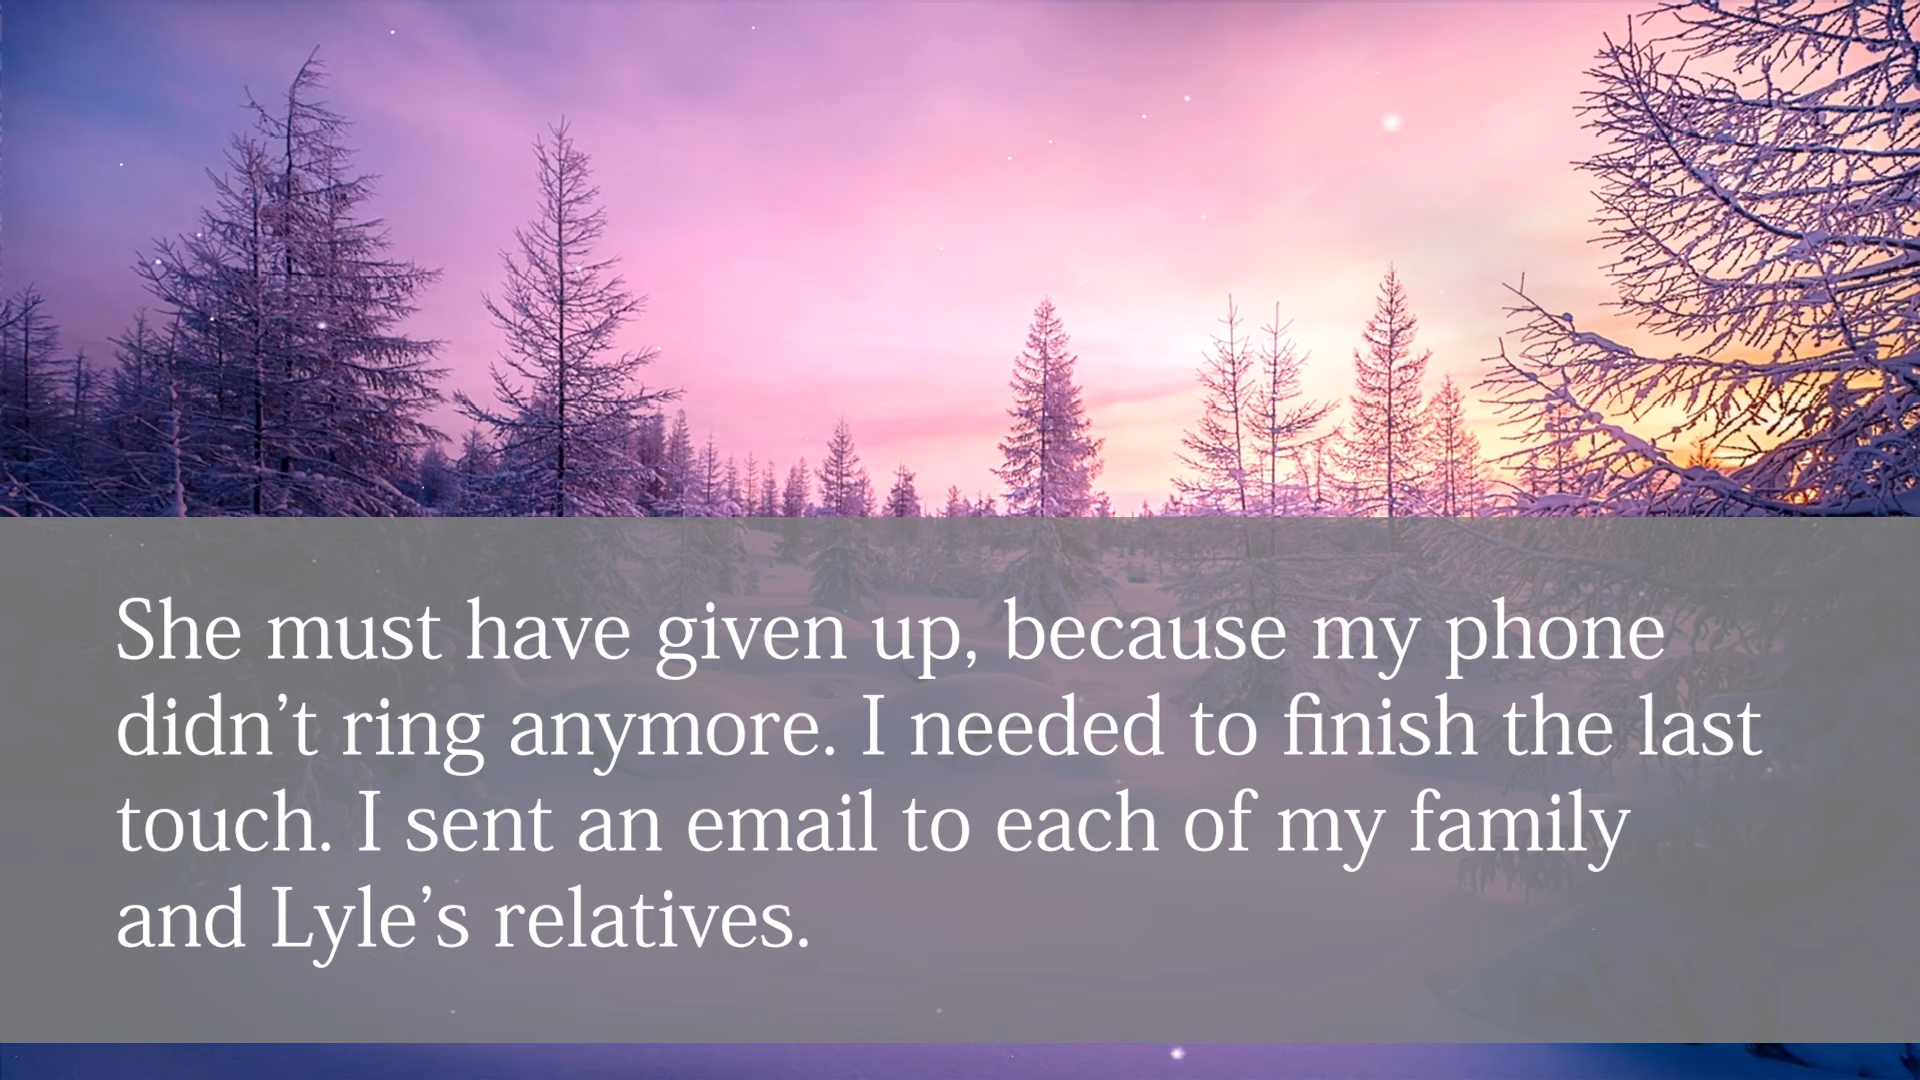 She must have given up, because my phone
didn’t ring anymore. I needed to finish the last
touch. I sent an email to each of my family
and Lyle’s relatives.